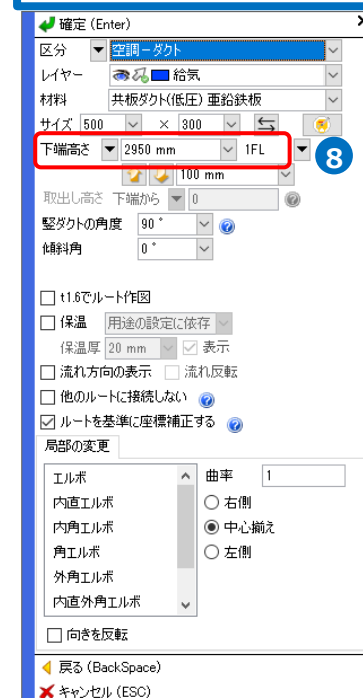 確定 (Enter)
区分 ▼ 空調－ダクト
レイヤー 給気
材料 共板ダクト(低圧) 亜鉛鉄板
サイズ 500 × 300
下端高さ ▼ 2950 mm 1FL ▼ 8
100 mm
取出し高さ 下端から ▼ 0
竪ダクトの角度 90°
傾斜角 0°
t1.6でルート作図
保温 用途の設定に依存
保温厚 20 mm 表示
流れ方向の表示 流れ反転
他のルートに接続しない
ルートを基準に座標補正する
局部の変更
エルボ 曲率 1
内直エルボ 右側
内角エルボ 中心揃え
角エルボ 左側
外角エルボ
内直外角エルボ
向きを反転
戻る (BackSpace)
キャンセル (ESC)